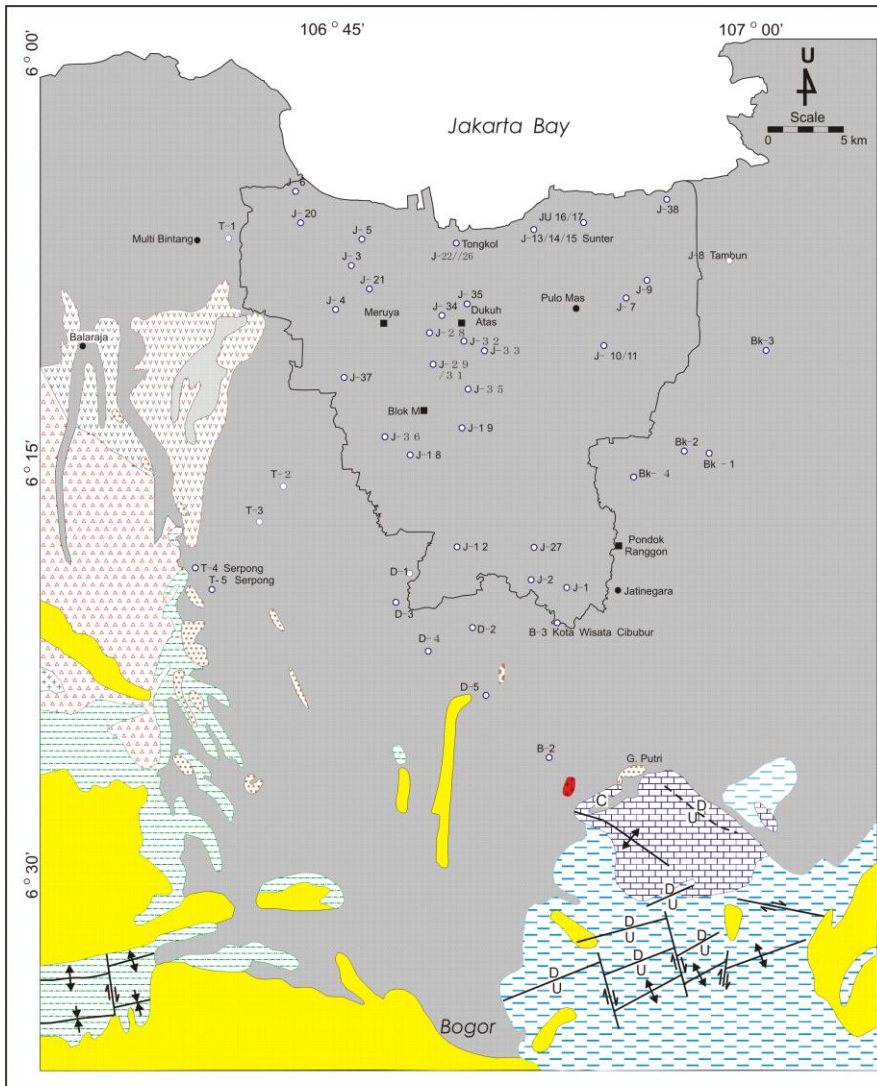 106 ° 45'
107 ° 00'
6 ° 00'
U
Scale
0 5 km
Jakarta Bay
J-6
J-38
J-20
JU 16/17
T-1
J-5
Multi Bintang
Tongkol
J-13/14/15 Sunter
J-22//26
J-8 Tambun
J-3
J-21
J-9
J-35
J-7
J-4
J-34
Dukuh
Atas
Pulo Mas
Meruya
J-28
J-32
Balaraja
J-33
J- 10/11
Bk-3
J-29
/31
J-37
J-35
Blok M
J-19
J-36
Bk-2
6 ° 15'
J-18
Bk -1
T-2
Bk- 4
T-3
J-12
J-27
Pondok
Ranggon
T-4 Serpong
D-1
T-5 Serpong
J-2
J-1
Jatinegara
D-3
D-2
B-3 Kota Wisata Cibubur
D-4
D-5
B-2
G. Putri
C
D
U
6 ° 30'
D
U
D
U
D
U
D
U
D
U
Bogor